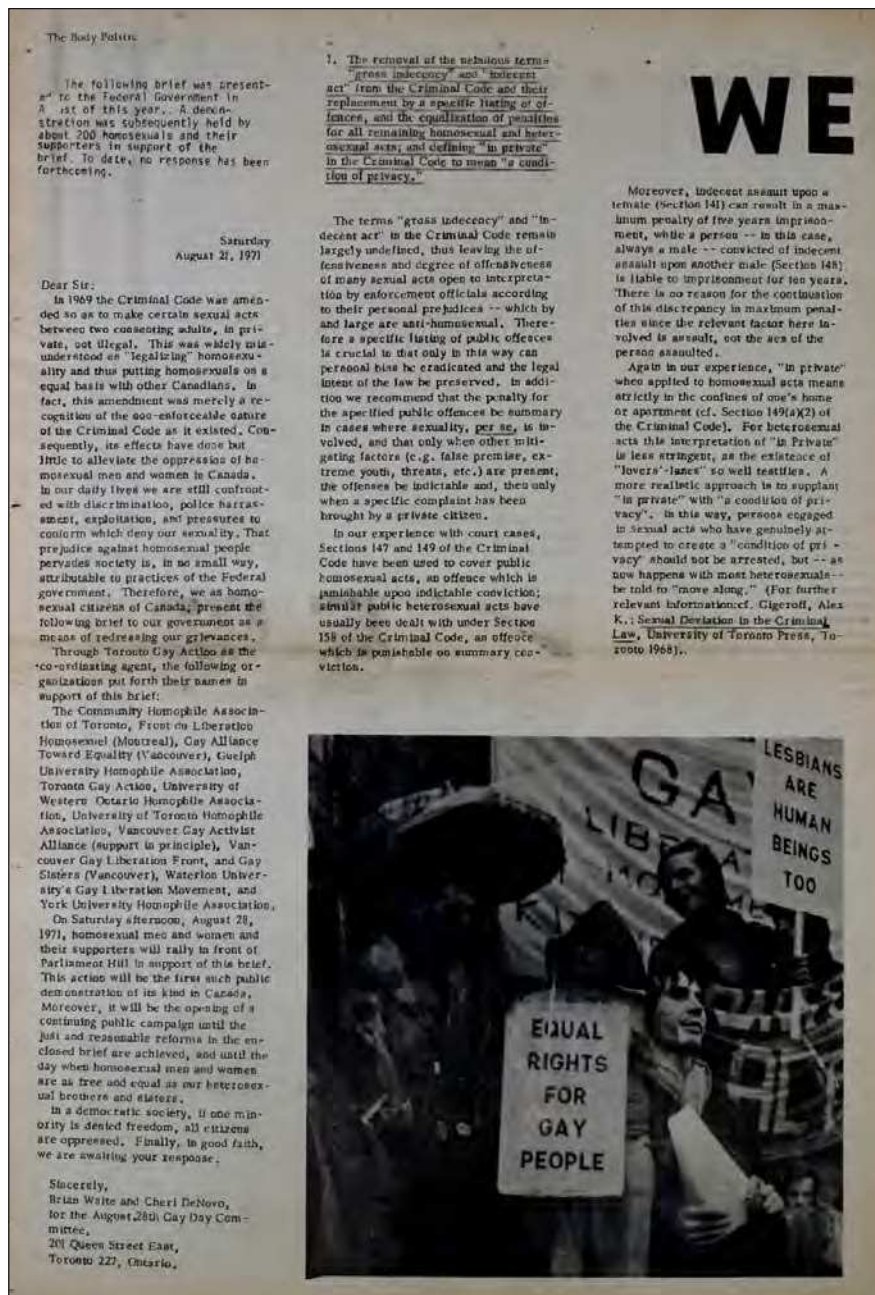 The Body Politic
The following brief was present-
ed to the Federal Government in
A ust of this year.. A demon-
stration was subsequently held by
about 200 homosexuals and their
supporters in support of the
brief. To date, no response has been
forthcoming.
Saturday
August 21, 1971
Dear Sir:
In 1969 the Criminal Code was amen-
ded so as to make certain sexual acts
between two consenting adults, in pri-
vate, not illegal. This was widely mis-
understood as "legalizing" homosexu-
ality and thus putting homosexuals on a
equal basis with other Canadians. In
fact, this amendment was merely a re-
cognition of the non-enforceable nature
of the Criminal Code as it existed. Con-
sequently, its effects have done but
little to alleviate the oppression of ho-
mosexual men and women in Canada.
In our daily lives we are still confront-
ed with discrimination, police harras-
ment, exploitation, and pressures to
conform which deny our sexuality. That
prejudice against homosexual people
pervades society is, in no small way,
attributable to practices of the Federal
government. Therefore, we as homo-
sexual citizens of Canada, present the
following brief to our government as a
means of redressing our grievances.
Through Toronto Gay Action as the
co-ordinating agent, the following or-
ganizations put forth their names in
support of this brief:
The Community Homophile Associa-
tion of Toronto, Front de Liberation
Homosexuel (Montreal), Gay Alliance
Toward Equality (Vancouver), Guelph
University Homophile Association,
Toronto Gay Action, University of
Western Ontario Homophile Associa-
tion, University of Toronto Homophile
Association, Vancouver Gay Activist
Alliance (support in principle), Van-
couver Gay Liberation Front, and Gay
Sisters (Vancouver), Waterloo Univer-
sity's Gay Liberation Movement, and
York University Homophile Association.
On Saturday afternoon, August 28,
1971, homosexual men and women and
their supporters will rally in front of
Parliament Hill in support of this brief.
This action will be the first such public
demonstration of its kind in Canada.
Moreover, it will be the opening of a
continuing public campaign until the
just and reasonable reforms in the en-
closed brief are achieved, and until the
day when homosexual men and women
are as free and equal as our heterosex-
ual brothers and sisters.
In a democratic society, if one min-
ority is denied freedom, all citizens
are oppressed. Finally, in good faith,
we are awaiting your response.
Sincerely,
Brian Waite and Cheri DeNovo,
for the August 28th Gay Day Com-
mittee,
201 Queen Street East,
Toronto 227, Ontario.
1. The removal of the nebulous terms
"gross indecency" and "indecent
act" from the Criminal Code and their
replacement by a specific listing of of-
fences, and the equalization of penalties
for all remaining homosexual and heter-
osexual acts; and defining "in private"
in the Criminal Code to mean "a condi-
tion of privacy."
The terms "gross indecency" and "in-
decent act" in the Criminal Code remain
largely undefined, thus leaving the of-
fensiveness and degree of offensiveness
of many sexual acts open to interpreta-
tion by enforcement officials according
to their personal prejudices -- which by
and large are anti-homosexual. There-
fore a specific listing of public offences
is crucial in that only in this way can
personal bias be eradicated and the legal
intent of the law be preserved. In addi-
tion we recommend that the penalty for
the specified public offences be summary
in cases where sexuality, per se, is in-
volved, and that only when other miti-
gating factors (e.g. false premise, ex-
treme youth, threats, etc.) are present,
the offenses be indictable and, then only
when a specific complaint has been
brought by a private citizen.
In our experience with court cases,
Sections 147 and 149 of the Criminal
Code have been used to cover public
homosexual acts, an offence which is
punishable upon indictable conviction;
similar public heterosexual acts have
usually been dealt with under Section
158 of the Criminal Code, an offence
which is punishable on summary con-
viction.
WE
Moreover, indecent assault upon a
female (Section 141) can result in a max-
imum penalty of five years imprison-
ment, while a person -- in this case,
always a male -- convicted of indecent
assault upon another male (Section 148)
is liable to imprisonment for ten years.
There is no reason for the continuation
of this discrepancy in maximum penal-
ties since the relevant factor here in-
volved is assault, not the sex of the
person assaulted.
Again in our experience, "in private"
when applied to homosexual acts means
strictly in the confines of one's home
or apartment (cf. Section 149(a)(2) of
the Criminal Code). For heterosexual
acts this interpretation of "in Private"
is less stringent, as the existence of
"lovers'-lanes" so well testifies. A
more realistic approach is to supplant
"in private" with "a condition of pri-
vacy". In this way, persons engaged
in sexual acts who have genuinely at-
tempted to create a "condition of pri -
vacy" should not be arrested, but -- as
now happens with most heterosexuals--
be told to "move along." (For further
relevant information:cf. Gigeroff, Alex
K.: Sexual Deviation in the Criminal
Law, University of Toronto Press, To-
ronto 1968)..
GAY
LIBERA
MOVEME
LESBIANS
ARE
HUMAN
BEINGS
TOO
EQUAL
RIGHTS
FOR
GAY
PEOPLE